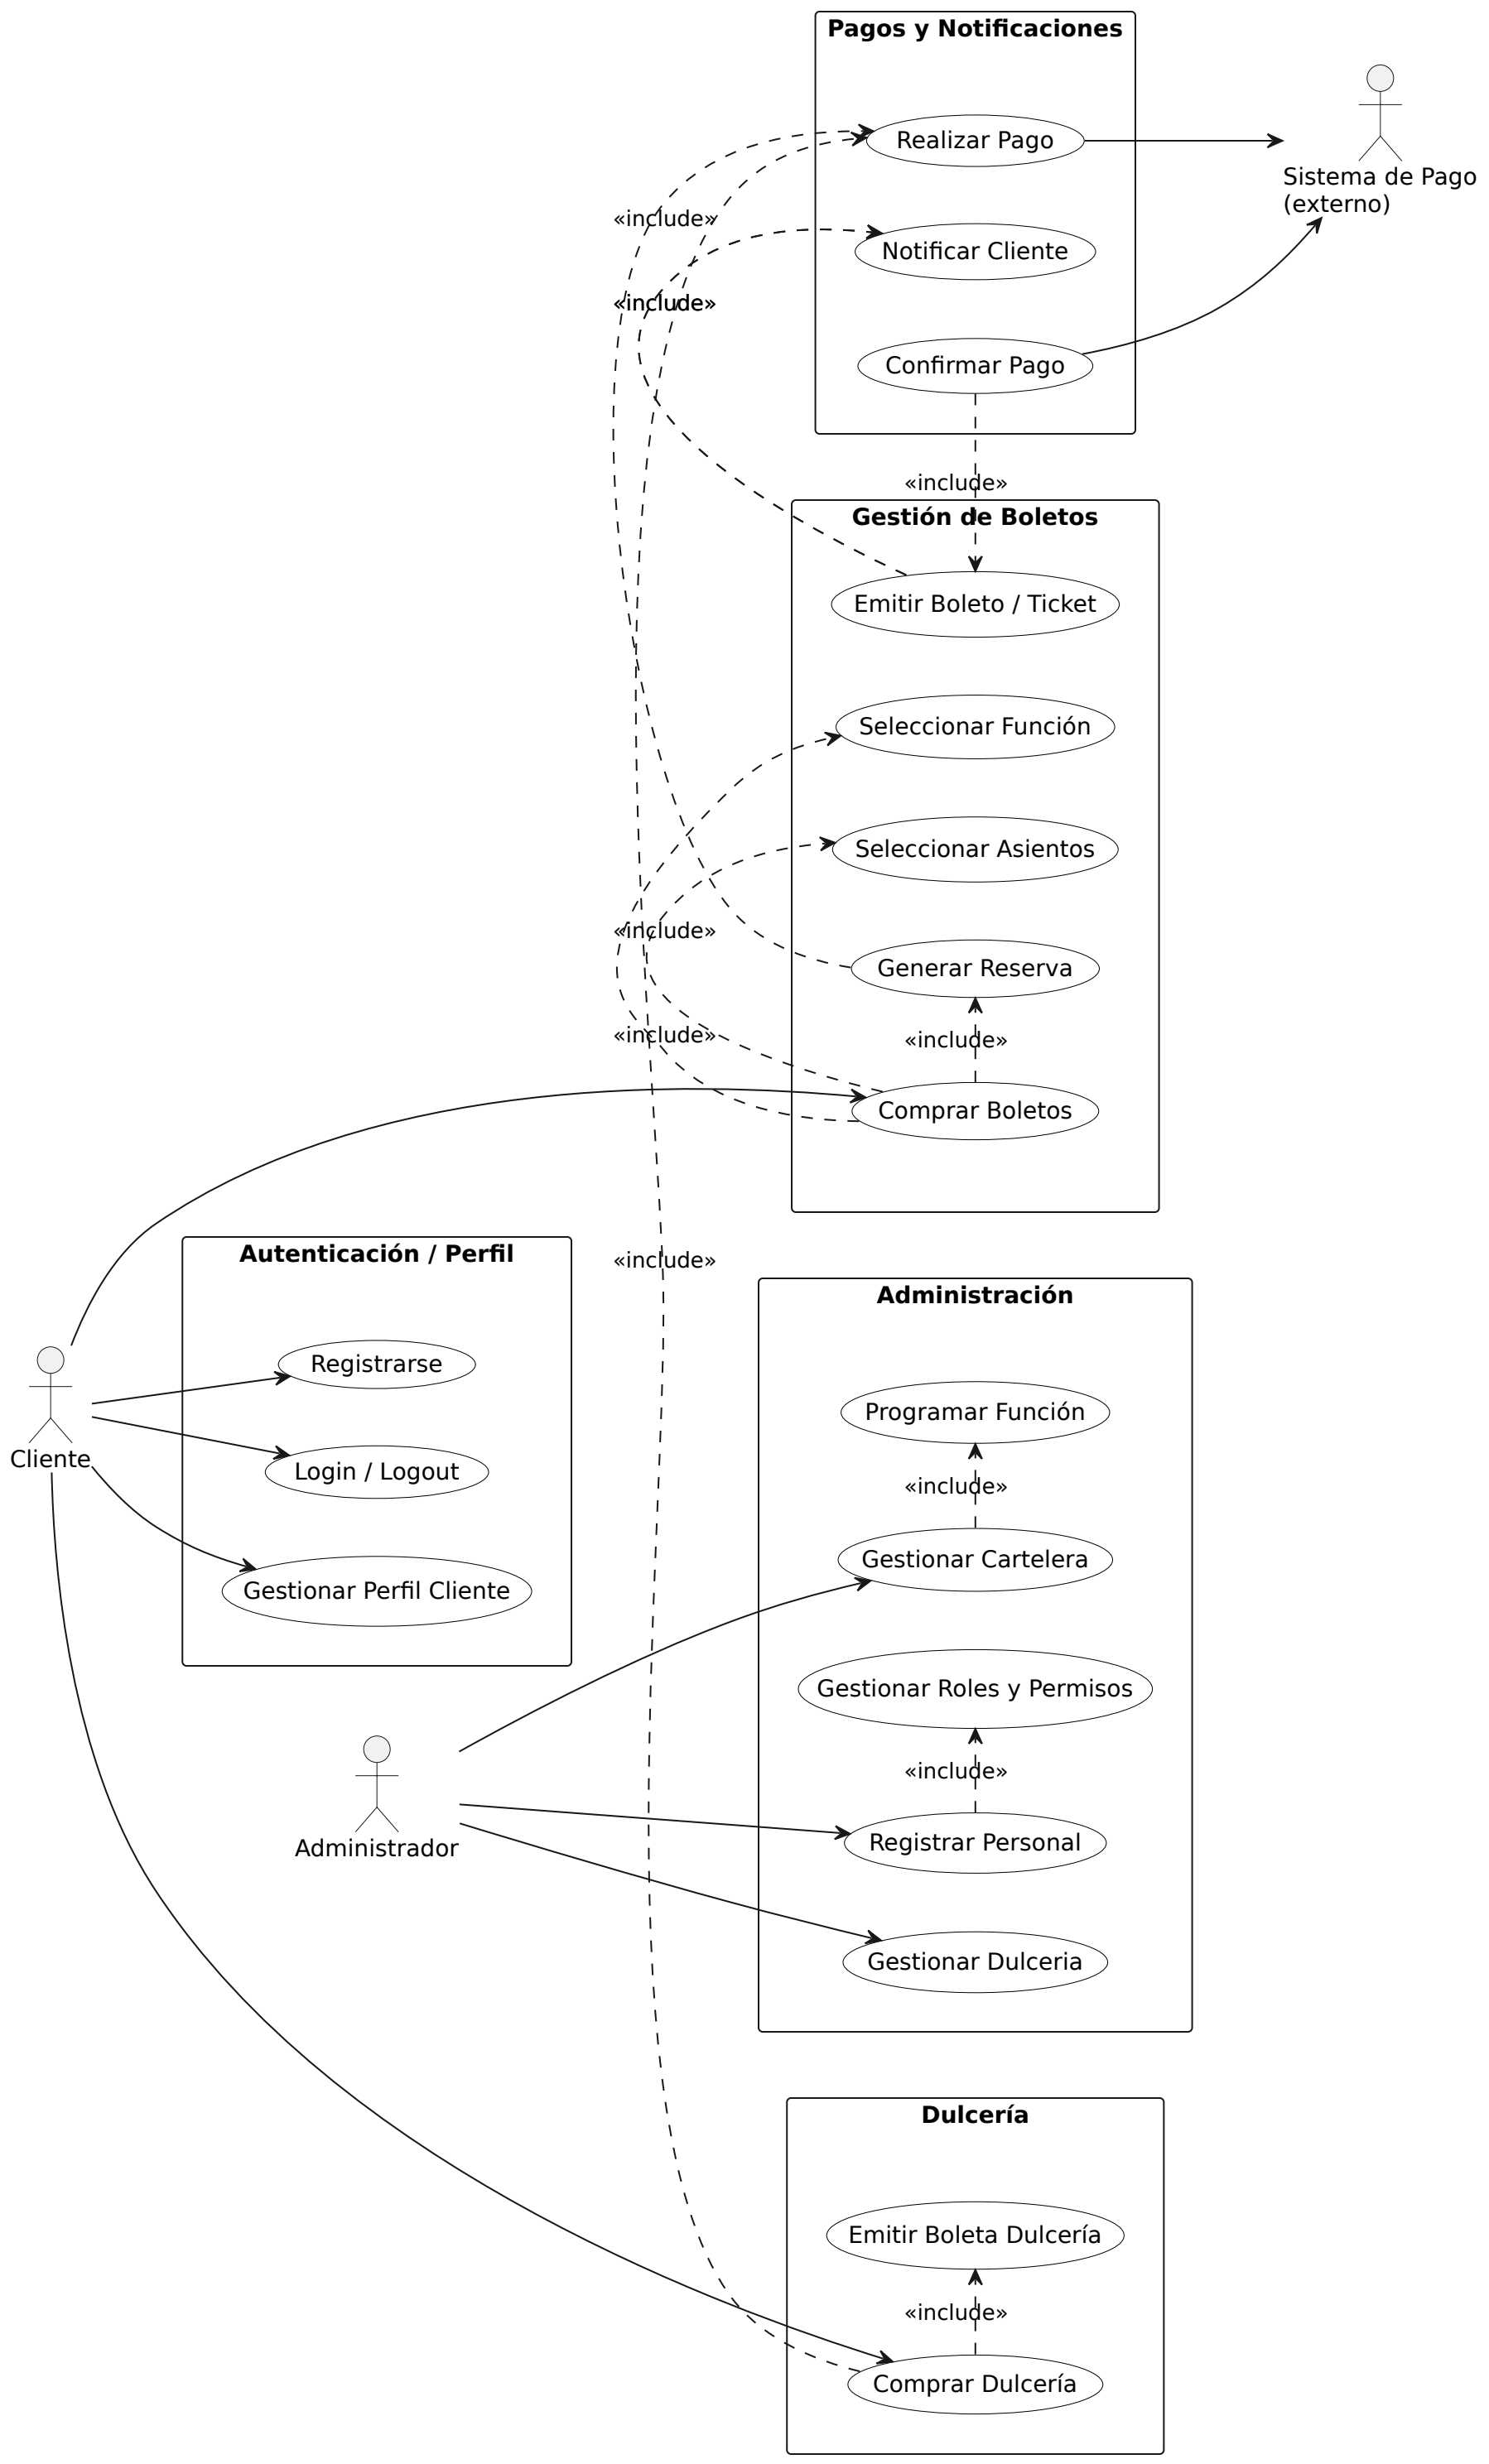 Pagos y Notificaciones
Realizar Pago
Sistema de Pago
(externo)
«include»
Notificar Cliente
«include»
Confirmar Pago
«include»
Gestión de Boletos
Emitir Boleto / Ticket
Seleccionar Función
Seleccionar Asientos
«include»
Generar Reserva
«include»
«include»
Comprar Boletos
Autenticación / Perfil
«include»
Administración
Registrarse
Programar Función
Cliente
Login / Logout
«include»
Gestionar Cartelera
Gestionar Perfil Cliente
Gestionar Roles y Permisos
«include»
Administrador
Registrar Personal
Gestionar Dulceria
Dulcería
Emitir Boleta Dulcería
«include»
Comprar Dulcería